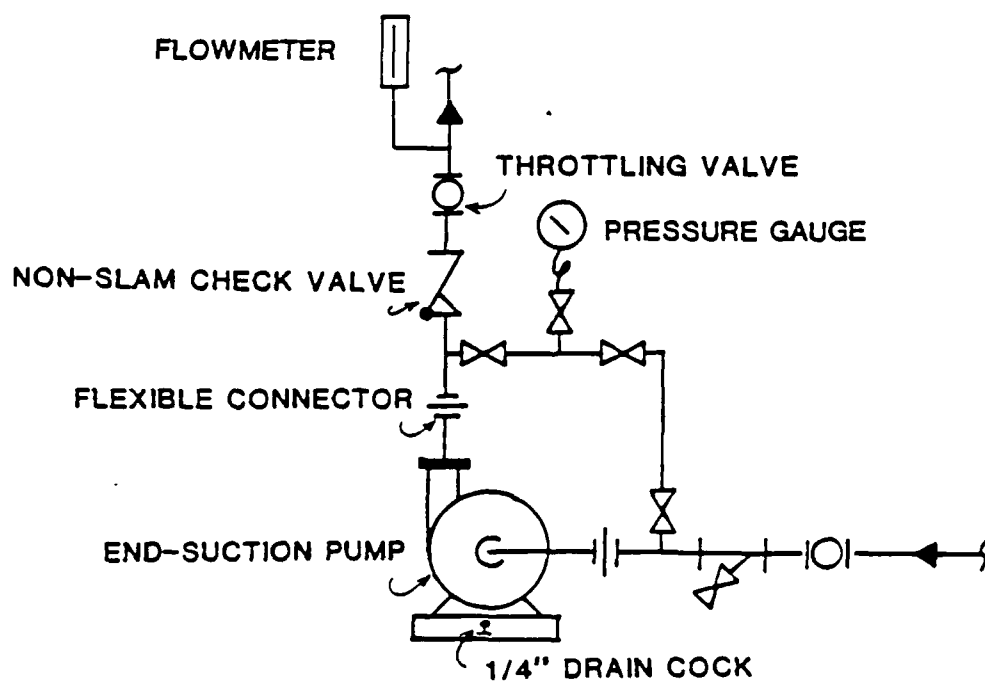 FLOWMETER
THROTTLING VALVE
PRESSURE GAUGE
NON-SLAM CHECK VALVE
FLEXIBLE CONNECTOR
END-SUCTION PUMP
1/4" DRAIN COCK